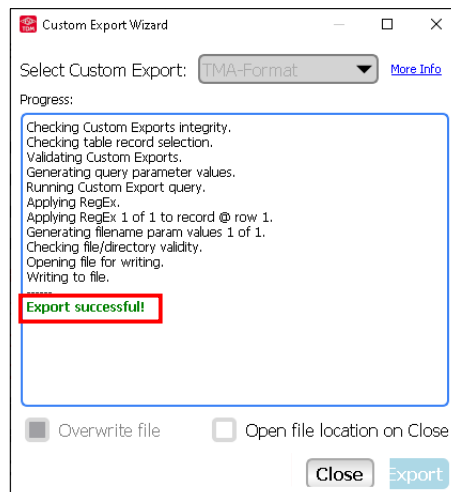 TDM Custom Export Wizard
Select Custom Export: TMA-Format More Info
Progress:
Checking Custom Exports integrity.
Checking table record selection.
Validating Custom Exports.
Generating query parameter values.
Running Custom Export query.
Applying RegEx.
Applying RegEx 1 of 1 to record @ row 1.
Generating filename param values 1 of 1.
Checking file/directory validity.
Opening file for writing.
Writing to file.
------
Export successful!
Overwrite file Open file location on Close
Close Export